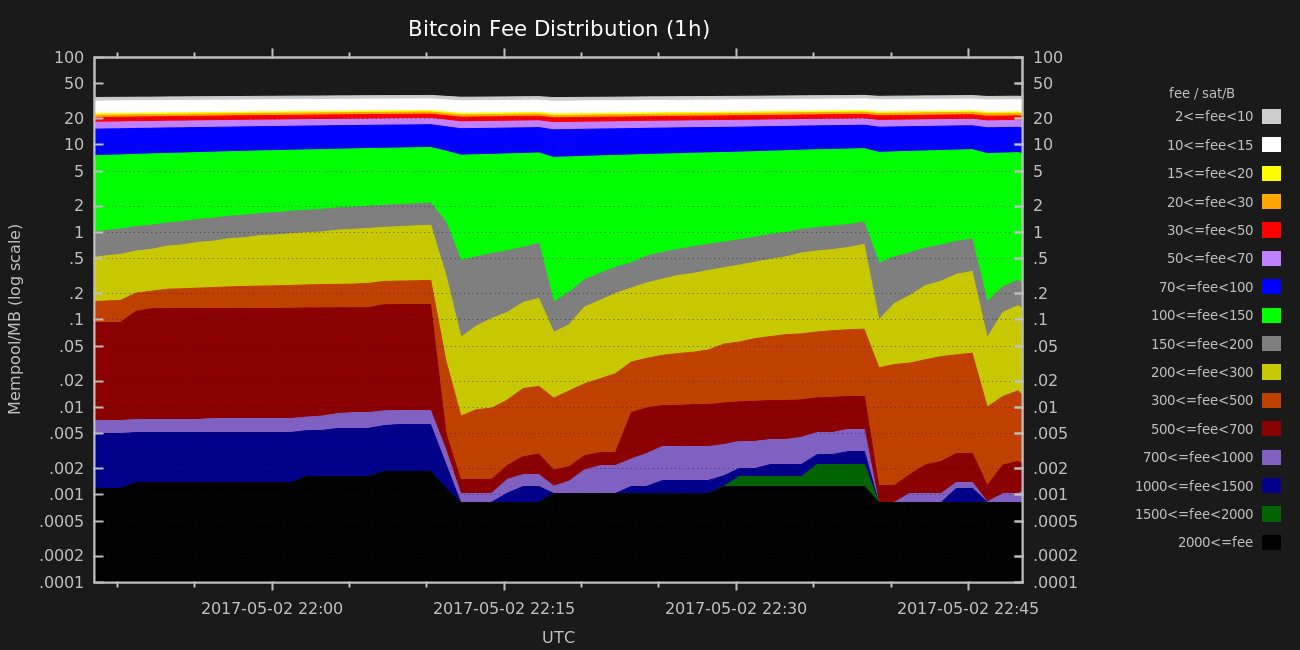 Bitcoin Fee Distribution (1h)
Mempool/MB (log scale)
100
50
20
10
5
2
1
.5
.2
.1
.05
.02
.01
.005
.002
.001
.0005
.0002
.0001
100
50
20
10
5
2
1
.5
.2
.1
.05
.02
.01
.005
.002
.001
.0005
.0002
.0001
2017-05-02 22:00
2017-05-02 22:15
2017-05-02 22:30
2017-05-02 22:45
UTC
fee / sat/B
2<=fee<10
10<=fee<15
15<=fee<20
20<=fee<30
30<=fee<50
50<=fee<70
70<=fee<100
100<=fee<150
150<=fee<200
200<=fee<300
300<=fee<500
500<=fee<700
700<=fee<1000
1000<=fee<1500
1500<=fee<2000
2000<=fee